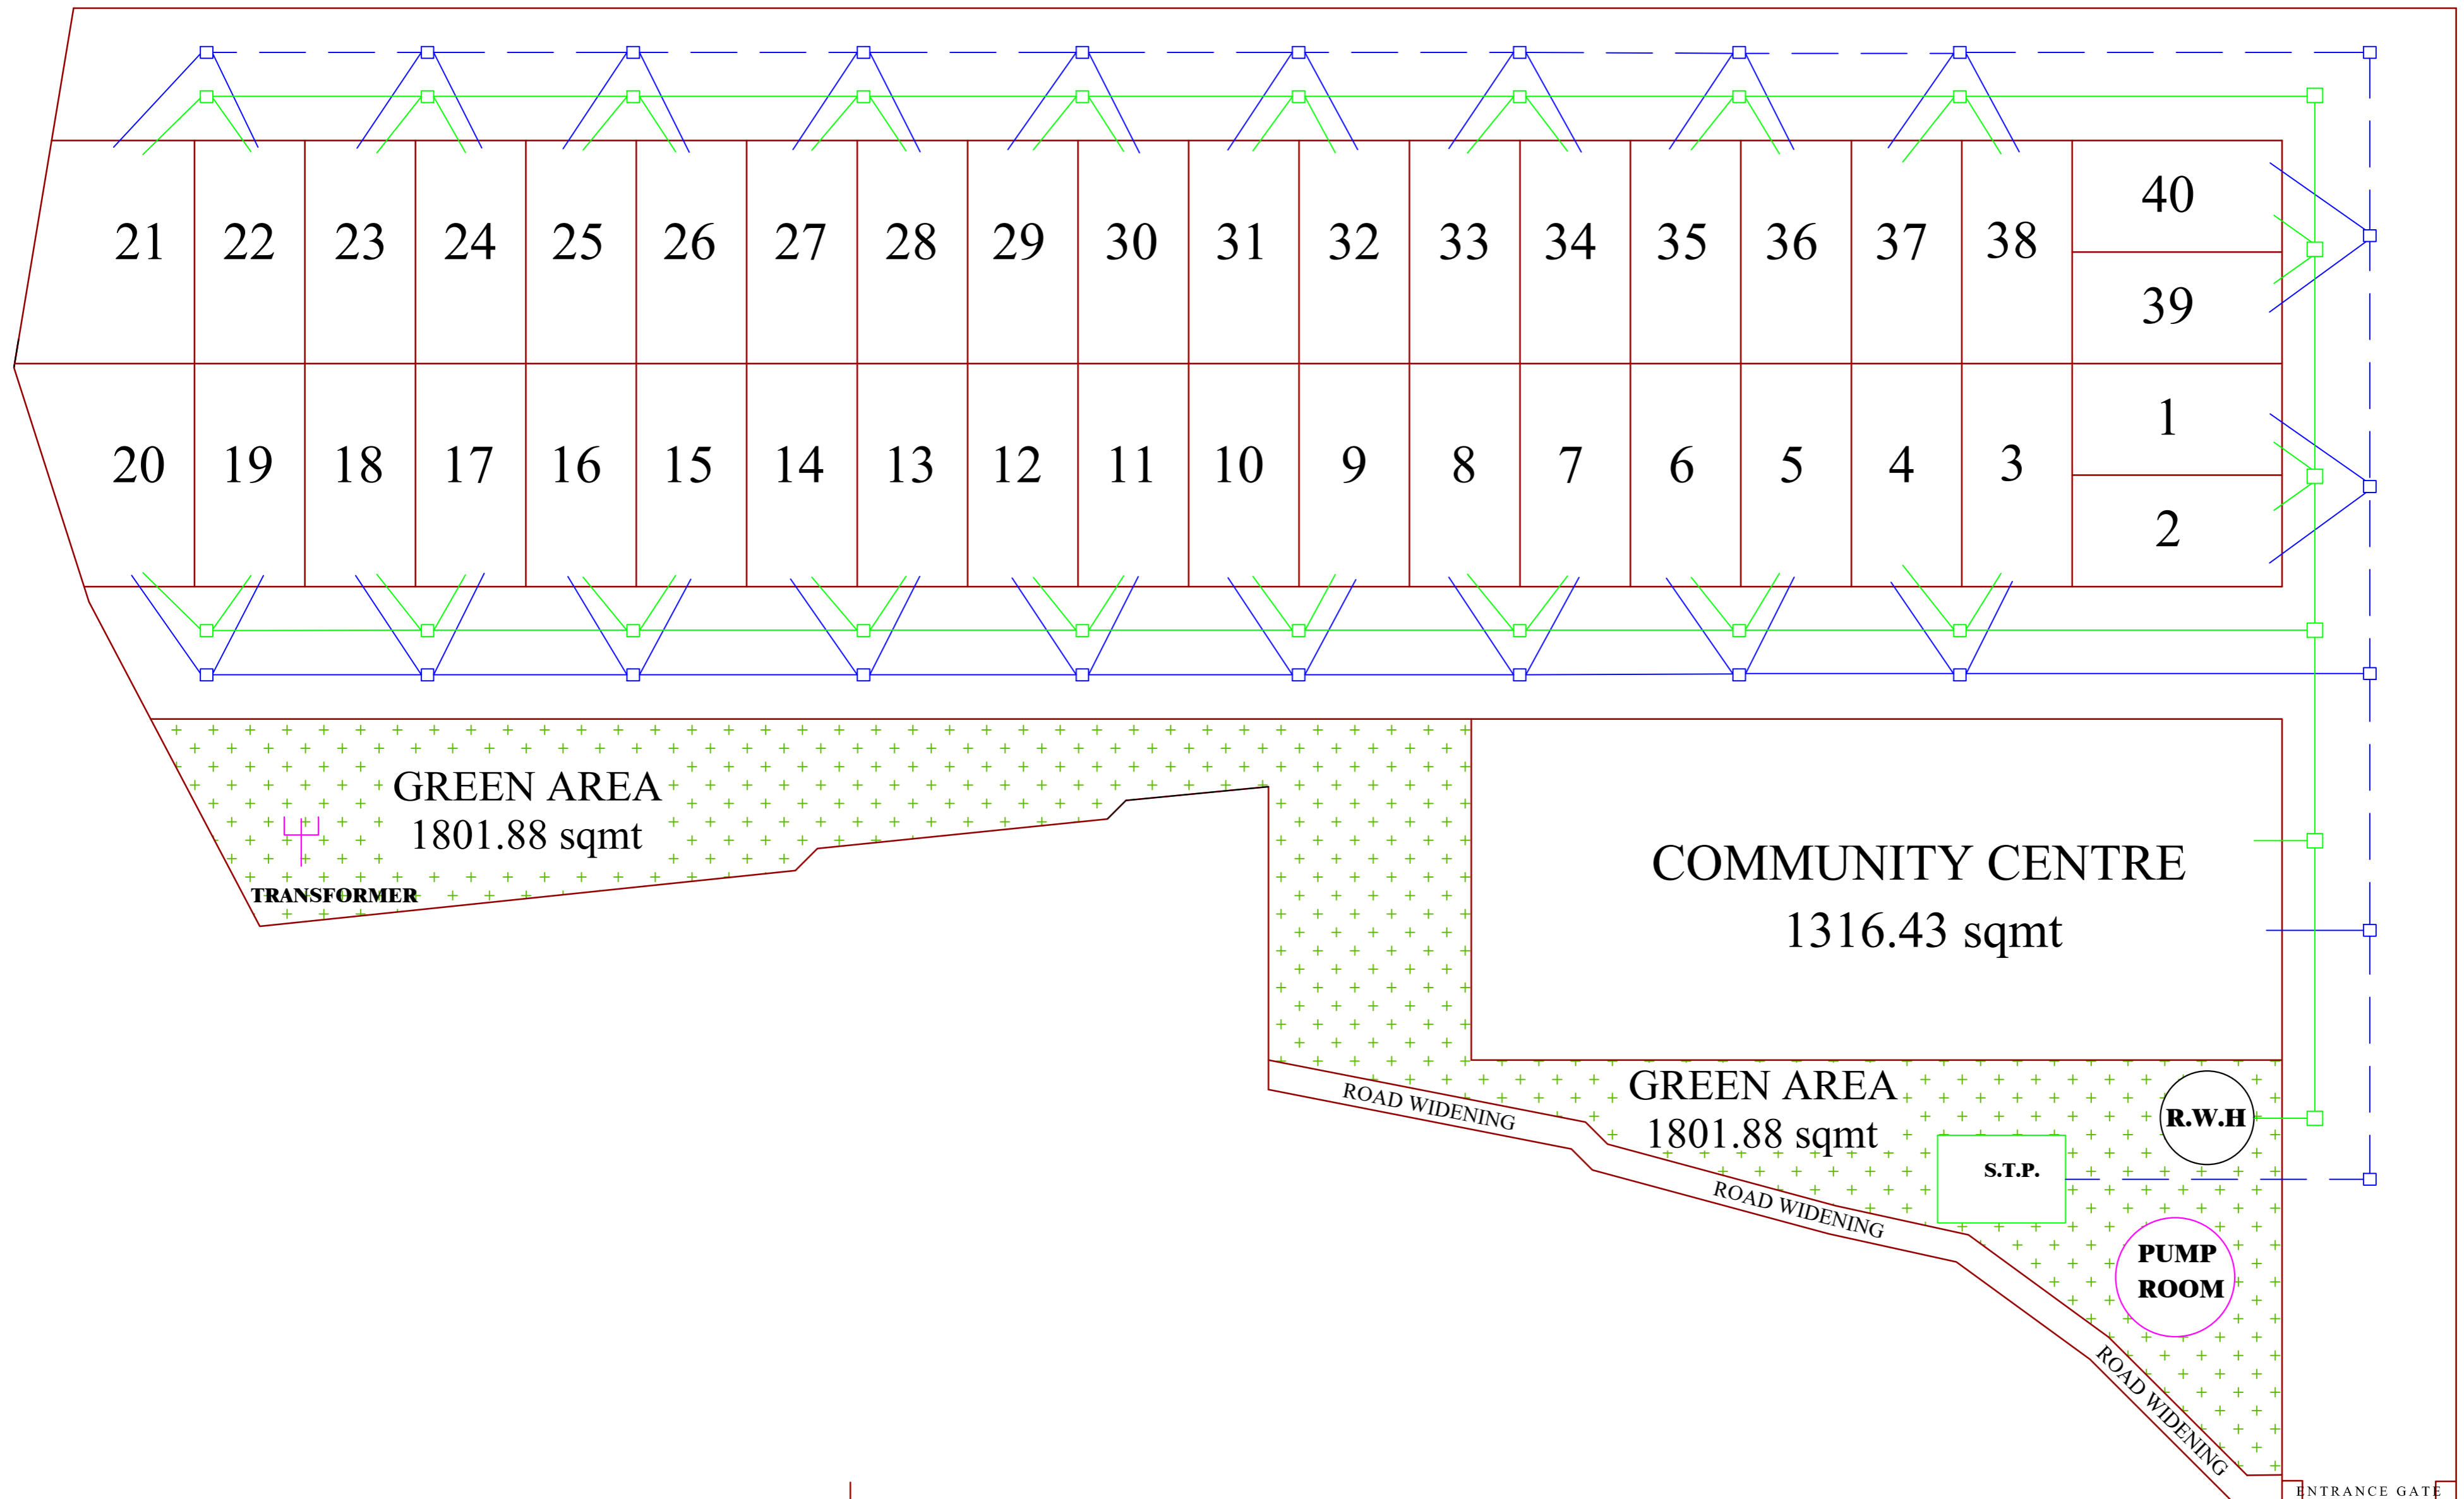 40
21 22 23 24 25 26 27 28 29 30 31 32 33 34 35 36 37 38
39
1
20 19 18 17 16 15 14 13 12 11 10 9 8 7 6 5 4 3
2
GREEN AREA
1801.88 sqmt
TRANSFORMER
COMMUNITY CENTRE
1316.43 sqmt
GREEN AREA
1801.88 sqmt
ROAD WIDENING
R.W.H
S.T.P.
ROAD WIDENING
PUMP
ROOM
ROAD WIDENING
ENTRANCE GATE